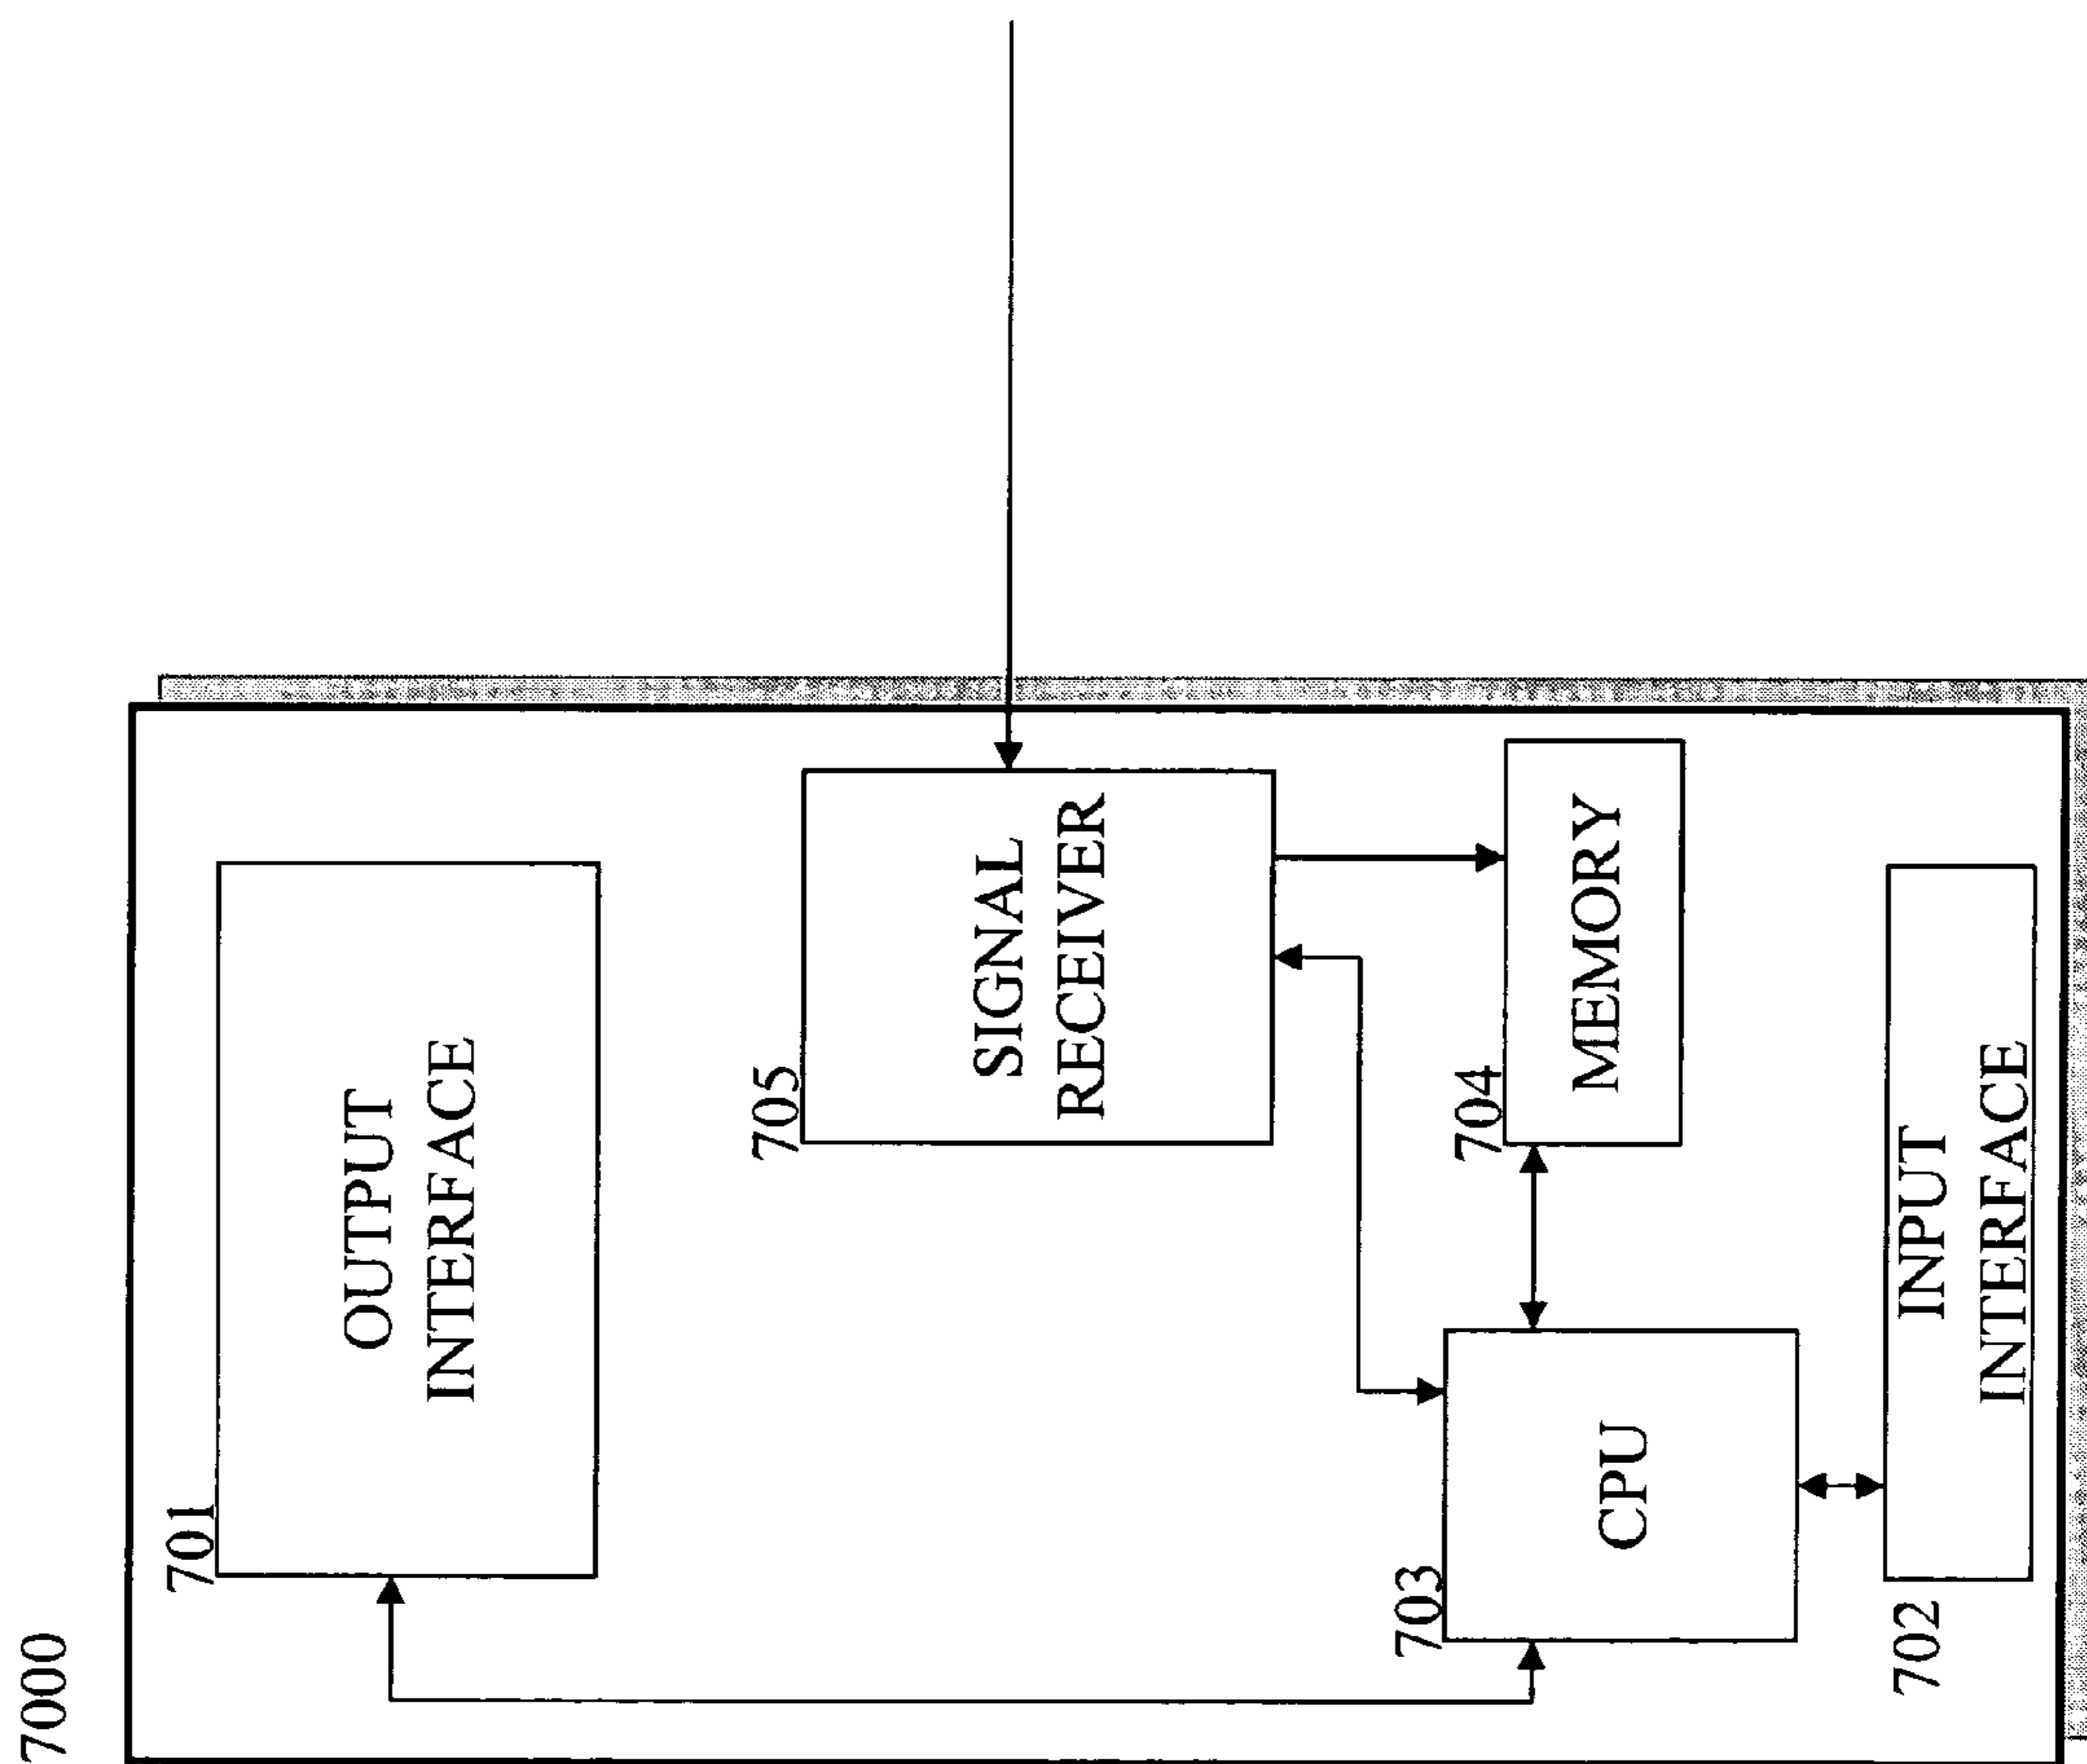 7000
701
OUTPUT
INTERFACE
705
SIGNAL
RECEIVER
703
CPU
704
MEMORY
702
INPUT
INTERFACE